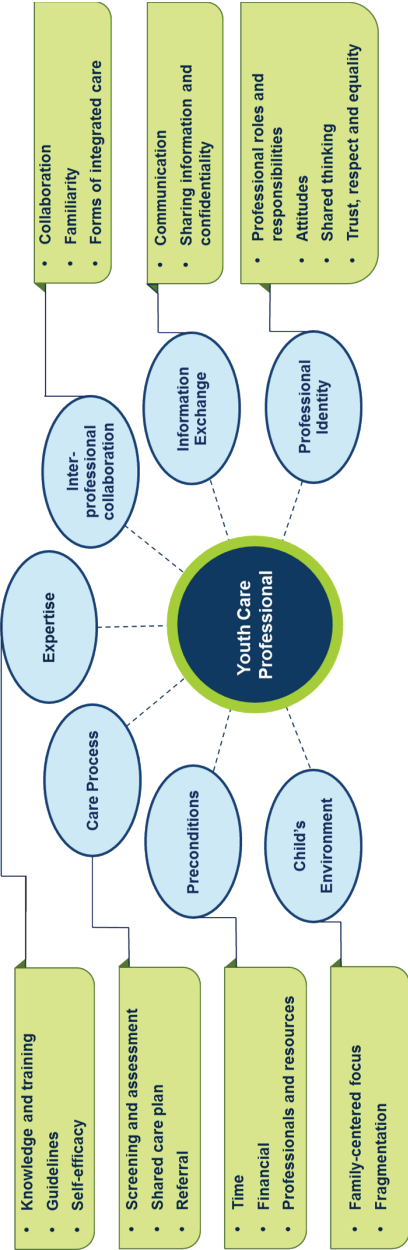 Knowledge and training
Guidelines
Self-efficacy
Screening and assessment
Shared care plan
Referral
Time
Financial
Professionals and resources
Family-centered focus
Fragmentation
Child's
Environment
Preconditions
Care Process
Expertise
Inter-
professional
collaboration
Information
Exchange
Professional
Identity
Youth Care
Professional
Collaboration
Familiarity
Forms of integrated care
Communication
Sharing information and
confidentiality
Professional roles and
responsibilities
Attitudes
Shared thinking
Trust, respect and equality